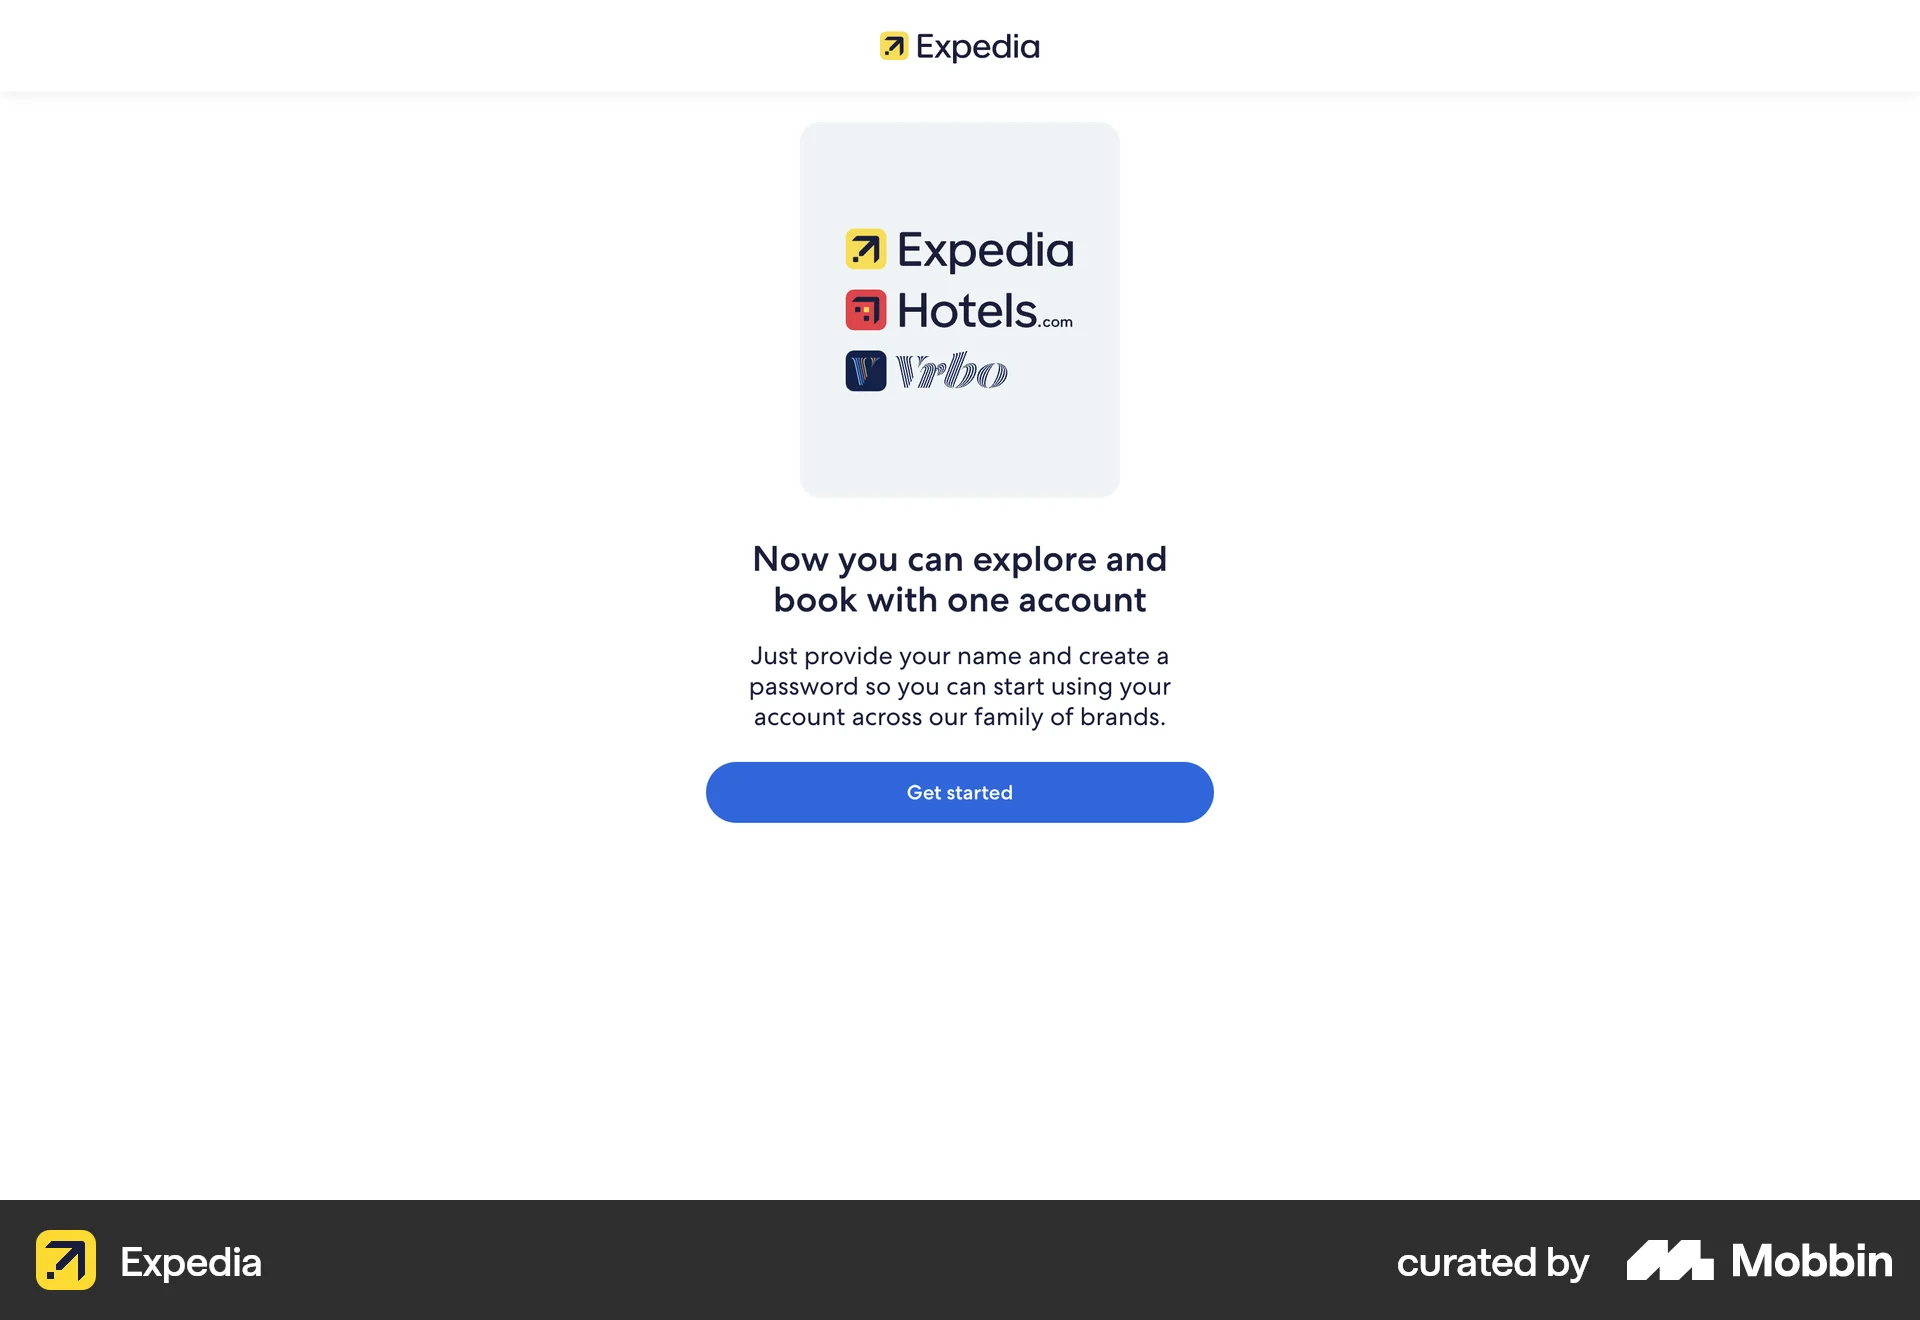 Expedia
Expedia
Hotels.com
Vrbo
Now you can explore and
book with one account
Just provide your name and create a
password so you can start using your
account across our family of brands.
Get started
Expedia
curated by Mobbin